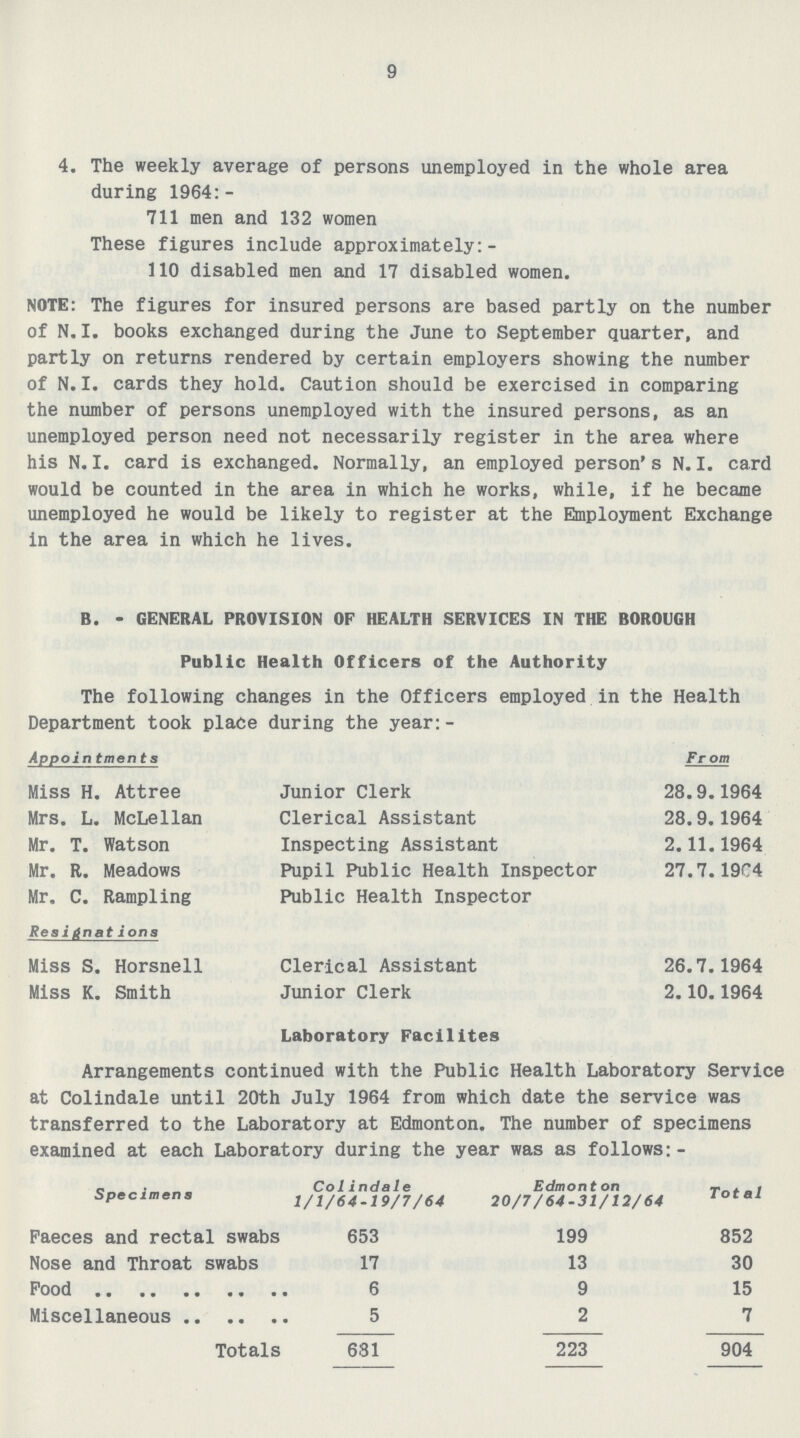 9
4. The weekly average of persons unemployed in the whole area
during 1964:-
711 men and 132 women
These figures include approximately:-
110 disabled men and 17 disabled women.
NOTE: The figures for insured persons are based partly on the number
of N.I. books exchanged during the June to September quarter, and
partly on returns rendered by certain employers showing the number
of N.I. cards they hold. Caution should be exercised in comparing
the number of persons unemployed with the insured persons, as an
unemployed person need not necessarily register in the area where
his N.I. card is exchanged. Normally, an employed person's N.I. card
would be counted in the area in which he works, while, if he became
unemployed he would be likely to register at the Employment Exchange
in the area in which he lives.
B. - GENERAL PROVISION OF HEALTH SERVICES IN THE BOROUGH
Public Health Officers of the Authority
The following changes in the Officers employed in the Health
Department took place during the year:-
Appointments From
Miss H. Attree Junior Clerk 28.9.1964
Mrs. L. McLellan Clerical Assistant 28.9.1964
Mr. T. Watson Inspecting Assistant 2.11.1964
Mr. R. Meadows Pupil Public Health Inspector 27.7.1964
Mr. C. Rampling Public Health Inspector
Resignations
Miss S. Horsnell Clerical Assistant 26.7.1964
Miss K. Smith Junior Clerk 2.10.1964
Laboratory Facilites
Arrangements continued with the Public Health Laboratory Service
at Colindale until 20th July 1964 from which date the service was
transferred to the Laboratory at Edmonton. The number of specimens
examined at each Laboratory during the year was as follows:-
Specimens Colindale 1/1/64-19/7/64 Edmonton 20/7/64-31/12/64 Total
Faeces and rectal swabs 653 199 852
Nose and Throat swabs 17 13 30
Food .. .. .. .. .. 6 9 15
Miscellaneous .. .. .. 5 2 7
Totals 681 223 904